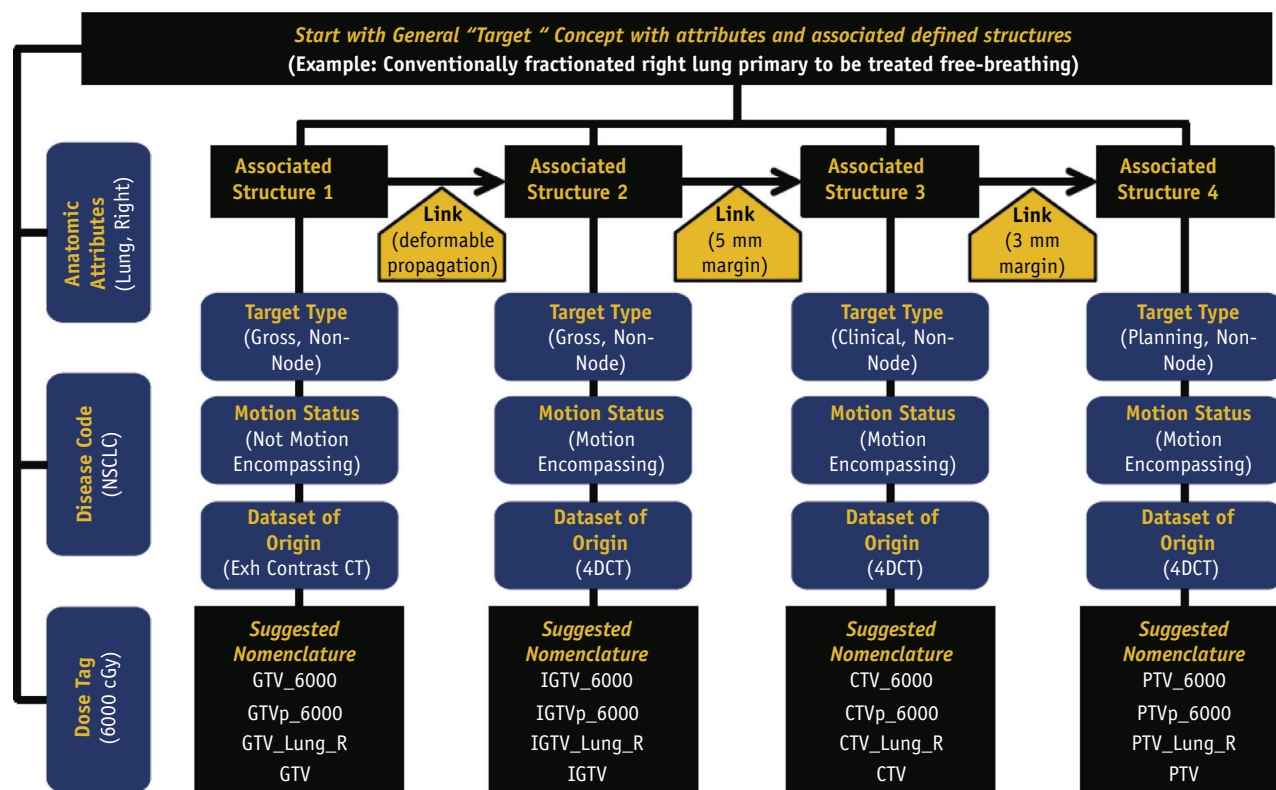 Start with General “Target “ Concept with attributes and associated defined structures
(Example: Conventionally fractionated right lung primary to be treated free-breathing)
Anatomic
Attributes
(Lung, Right)
Disease Code
(NSCLC)
Dose Tag
(6000 cGy)
Associated
Structure 1
Link
(deformable
propagation)
Associated
Structure 2
Link
(5 mm
margin)
Associated
Structure 3
Link
(3 mm
margin)
Associated
Structure 4
Target Type
(Gross, Non-
Node)
Motion Status
(Not Motion
Encompassing)
Dataset of
Origin
(Exh Contrast CT)
Suggested
Nomenclature
GTV_6000
GTVp_6000
GTV_Lung_R
GTV
Target Type
(Gross, Non-
Node)
Motion Status
(Motion
Encompassing)
Dataset of
Origin
(4DCT)
Suggested
Nomenclature
IGTV_6000
IGTVp_6000
IGTV_Lung_R
IGTV
Target Type
(Clinical, Non-
Node)
Motion Status
(Motion
Encompassing)
Dataset of
Origin
(4DCT)
Suggested
Nomenclature
CTV_6000
CTVp_6000
CTV_Lung_R
CTV
Target Type
(Planning, Non-
Node)
Motion Status
(Motion
Encompassing)
Dataset of
Origin
(4DCT)
Suggested
Nomenclature
PTV_6000
PTVp_6000
PTV_Lung_R
PTV